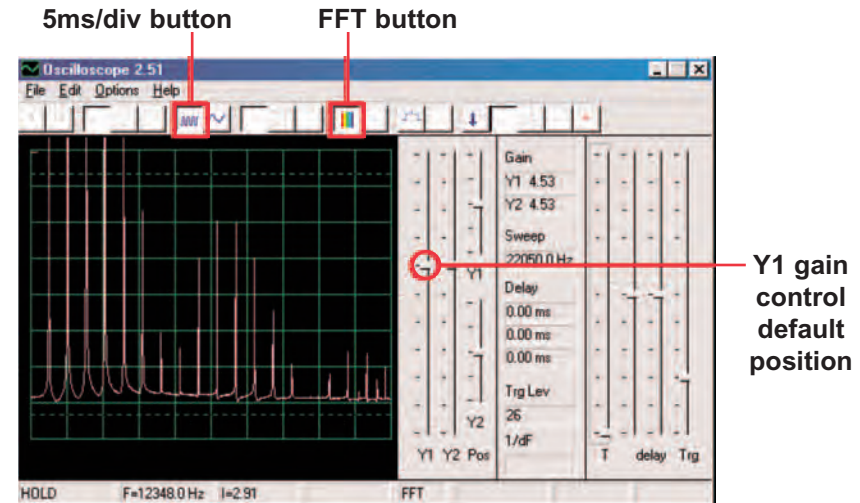 5ms/div button
FFT button
Oscilloscope 2.51
File Edit Options Help
Gain
Y1 4.53
Y2 4.53
Sweep
22050.0 Hz
Delay
0.00 ms
0.00 ms
0.00 ms
Trg Lev
26
1/dF
Y1
Y2
Y1 Y2 Pos
T delay Trg
Y1 gain
control
default
position
HOLD F=12348.0 Hz I=2.91 FFT